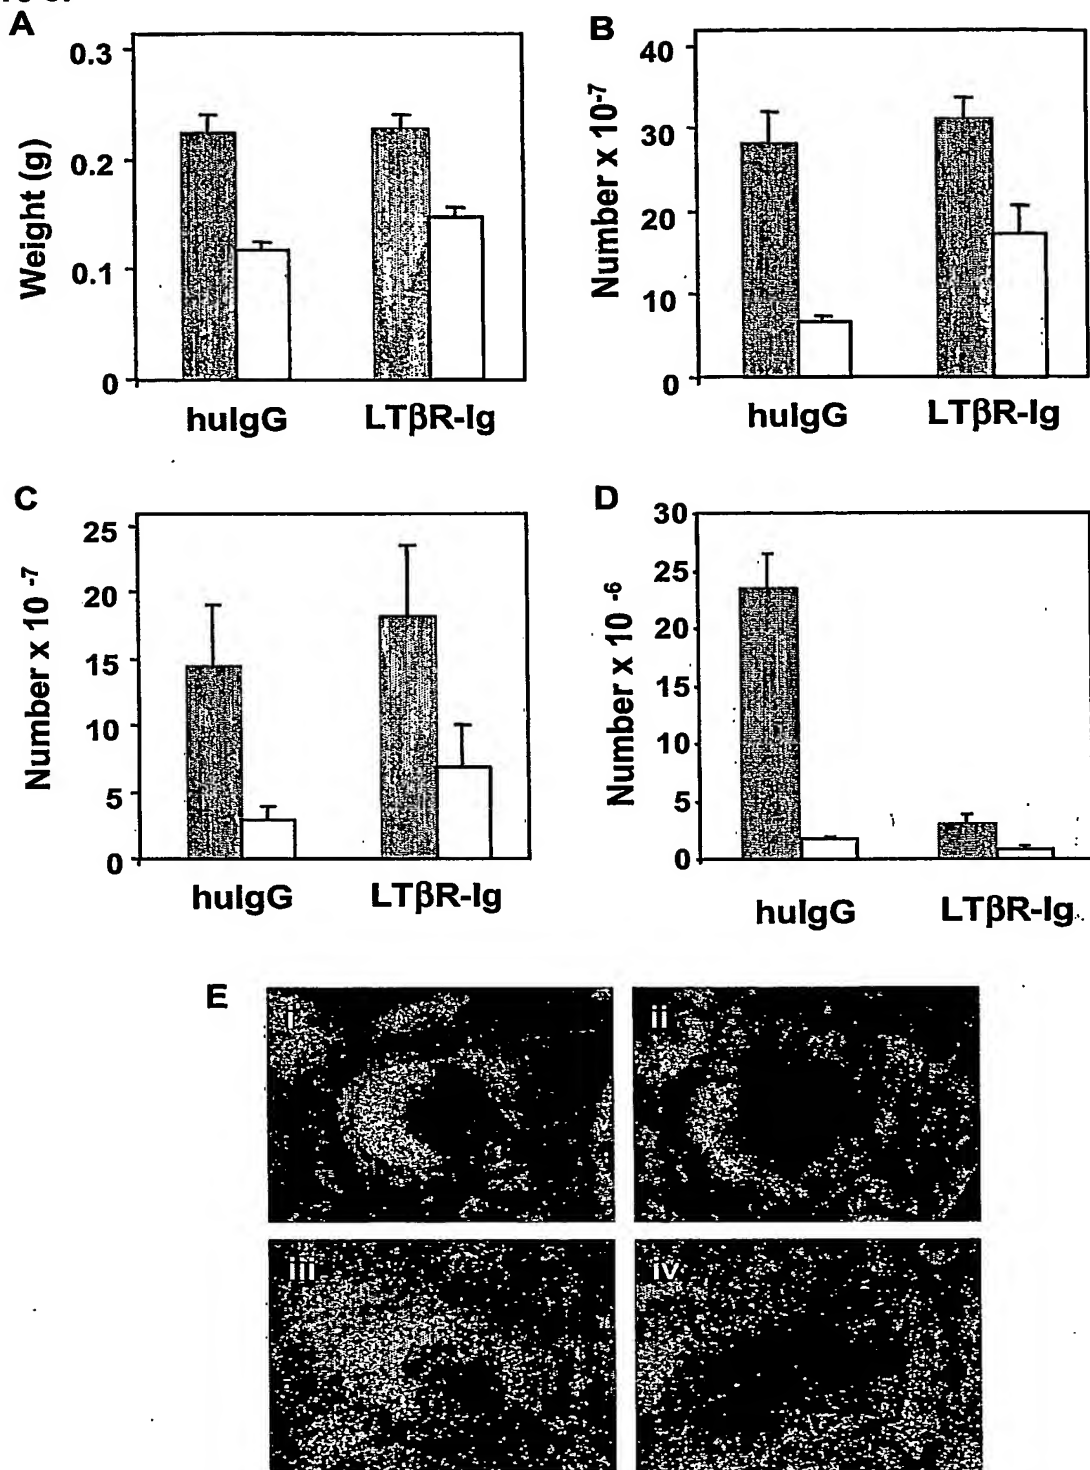 A
Weight (g)
0.3
0.2
0.1
0
huIgG LTβR-Ig
B
Number x 10-7
40
30
20
10
0
huIgG LTβR-Ig
C
Number x 10 -7
25
20
15
10
5
0
huIgG LTβR-Ig
D
Number x 10 -6
30
25
20
15
10
5
0
huIgG LTβR-Ig
E
i
ii
iii
iv